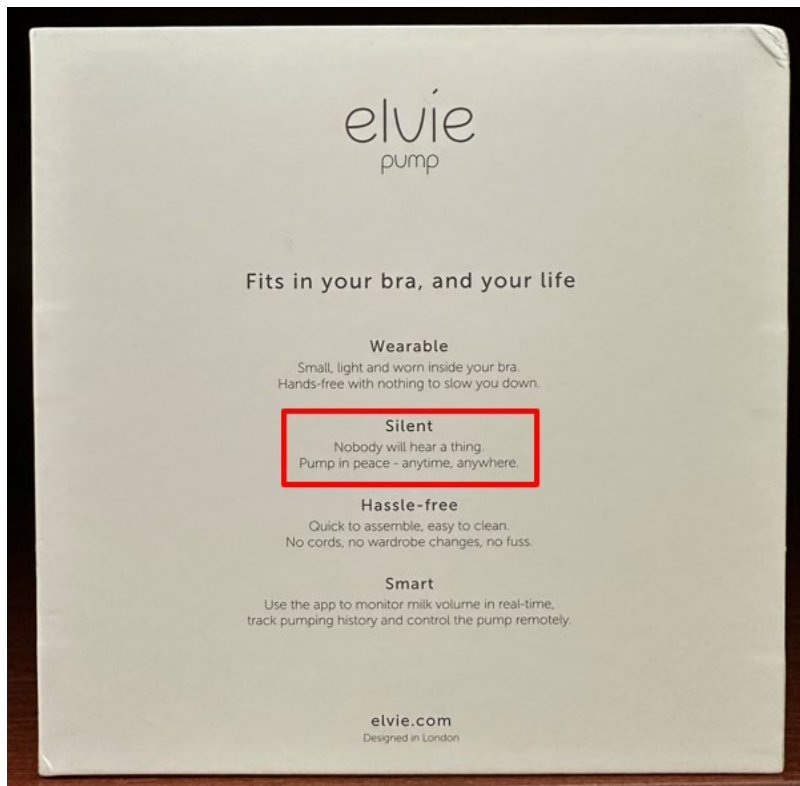 elvie
pump
Fits in your bra, and your life
Wearable
Small, light and worn inside your bra.
Hands-free with nothing to slow you down.
Silent
Nobody will hear a thing.
Pump in peace - anytime, anywhere.
Hassle-free
Quick to assemble, easy to clean.
No cords, no wardrobe changes, no fuss.
Smart
Use the app to monitor milk volume in real-time,
track pumping history and control the pump remotely.
elvie.com
Designed in London